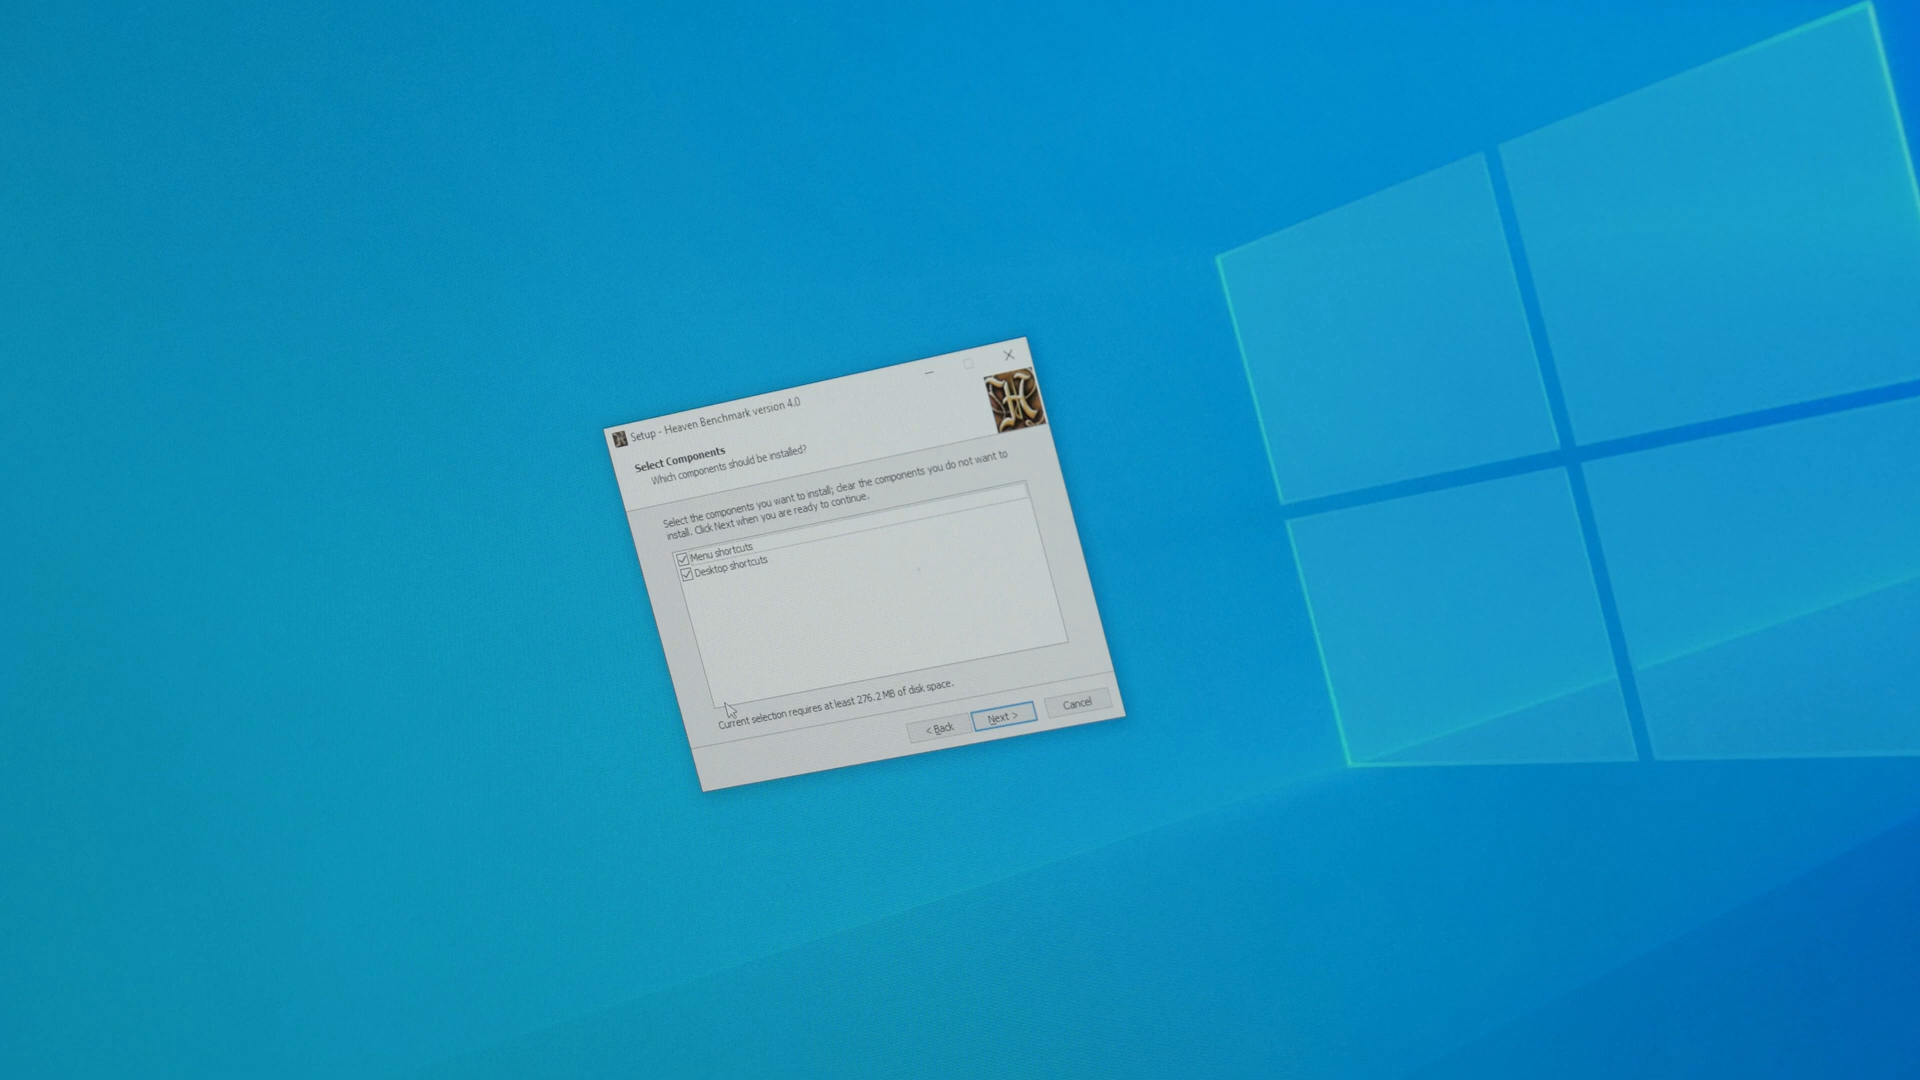 Setup - Heaven Benchmark version 4.0
Select Components
Which components should be installed?
Select the components you want to install; clear the components you do not want to
install. Click Next when you are ready to continue.
Menu shortcuts
Desktop shortcuts
Current selection requires at least 276.2 MB of disk space.
< Back
Next >
Cancel